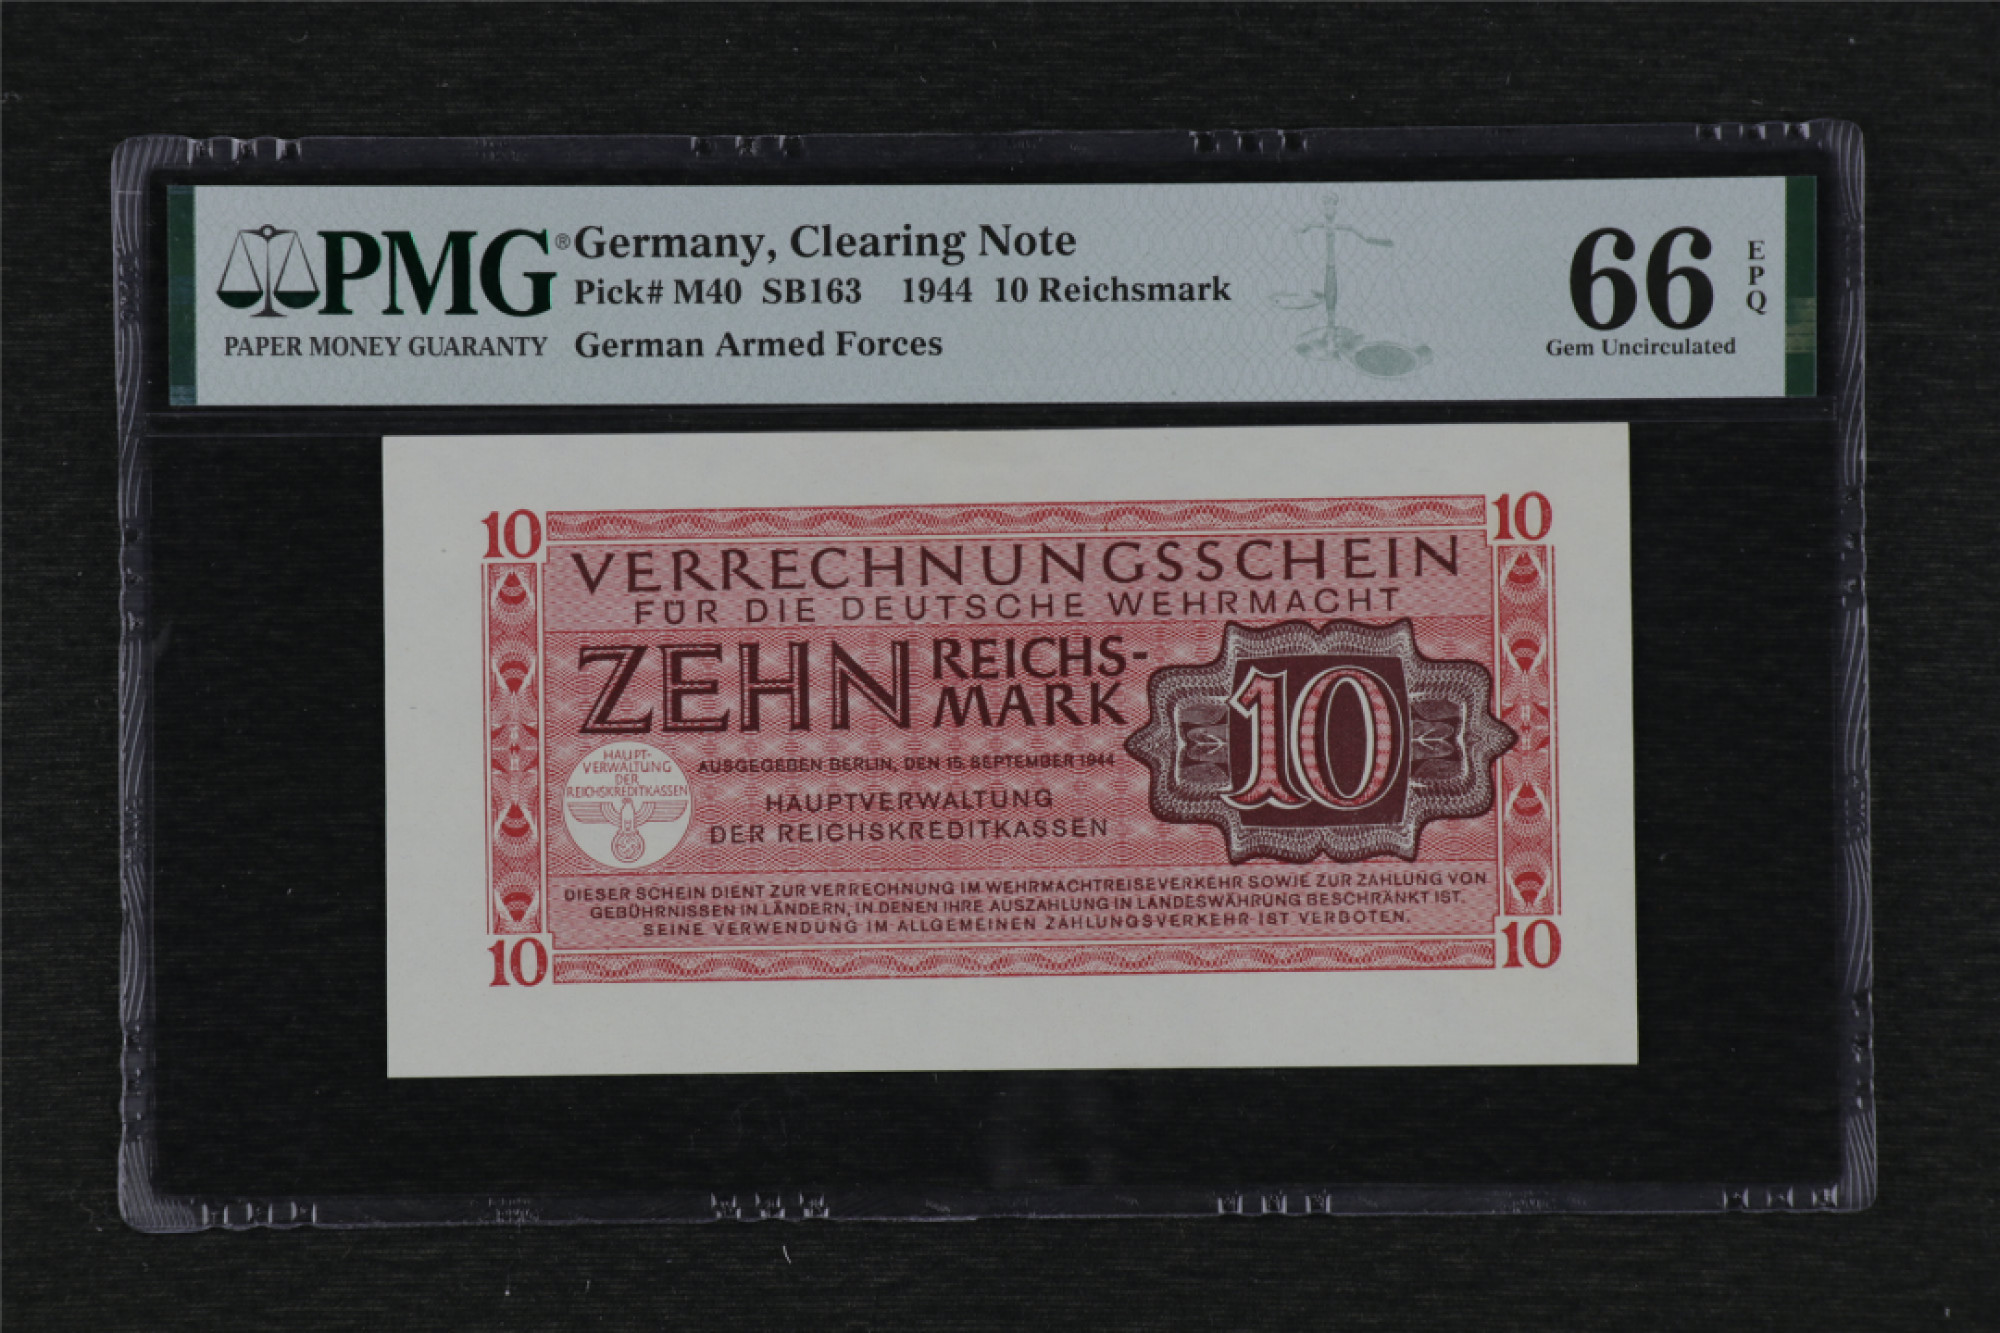 PMG®
PAPER MONEY GUARANTY
Germany, Clearing Note
Pick# M40 SB163 1944 10 Reichsmark
German Armed Forces
66 EPQ
Gem Uncirculated
10 10
VERRECHNUNGSSCHEIN
FÜR DIE DEUTSCHE WEHRMACHT
ZEHN REICHS-
MARK
10
HAUPT-
VERWALTUNG
DER
REICHSKREDITKASSEN
AUSGEGEBEN BERLIN, DEN 15. SEPTEMBER 1944
HAUPTVERWALTUNG
DER REICHSKREDITKASSEN
DIESER SCHEIN DIENT ZUR VERRECHNUNG IM WEHRMACHTREISEVERKEHR SOWIE ZUR ZAHLUNG VON
GEBÜHRNISSEN IN LÄNDERN, IN DENEN IHRE AUSZAHLUNG IN LANDESWÄHRUNG BESCHRÄNKT IST.
SEINE VERWENDUNG IM ALLGEMEINEN ZAHLUNGSVERKEHR IST VERBOTEN.
10 10